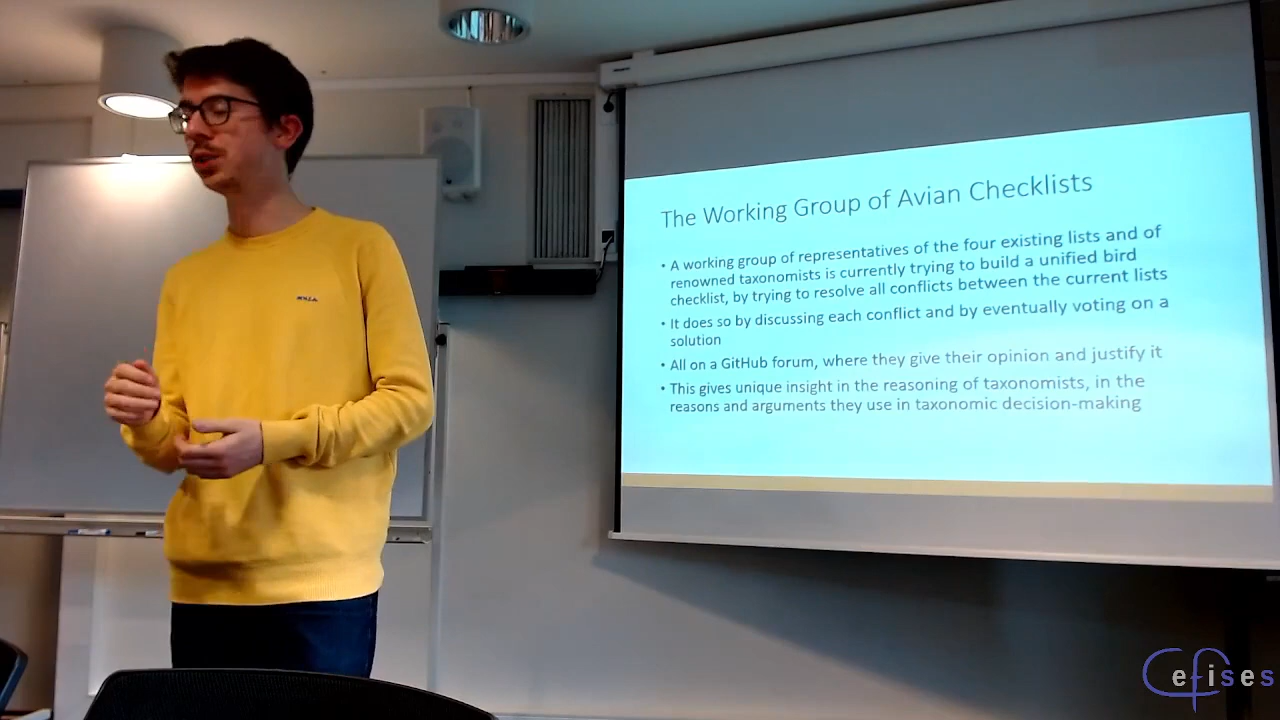 The Working Group of Avian Checklists
• A working group of representatives of the four existing lists and of
renowned taxonomists is currently trying to build a unified bird
checklist, by trying to resolve all conflicts between the current lists
• It does so by discussing each conflict and by eventually voting on a
solution
• All on a GitHub forum, where they give their opinion and justify it
• This gives unique insight in the reasoning of taxonomists, in the
reasons and arguments they use in taxonomic decision-making
efises